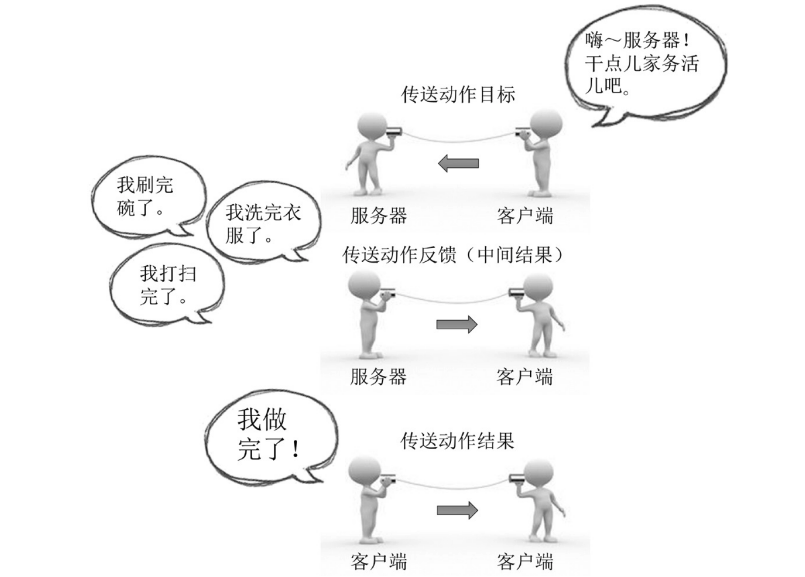 嗨～服务器！
干点儿家务活
儿吧。
传送动作目标
服务器
客户端
我刷完
碗了。
我洗完衣
服了。
我打扫
完了。
传送动作反馈（中间结果）
服务器
客户端
我做
完了！
传送动作结果
客户端
客户端